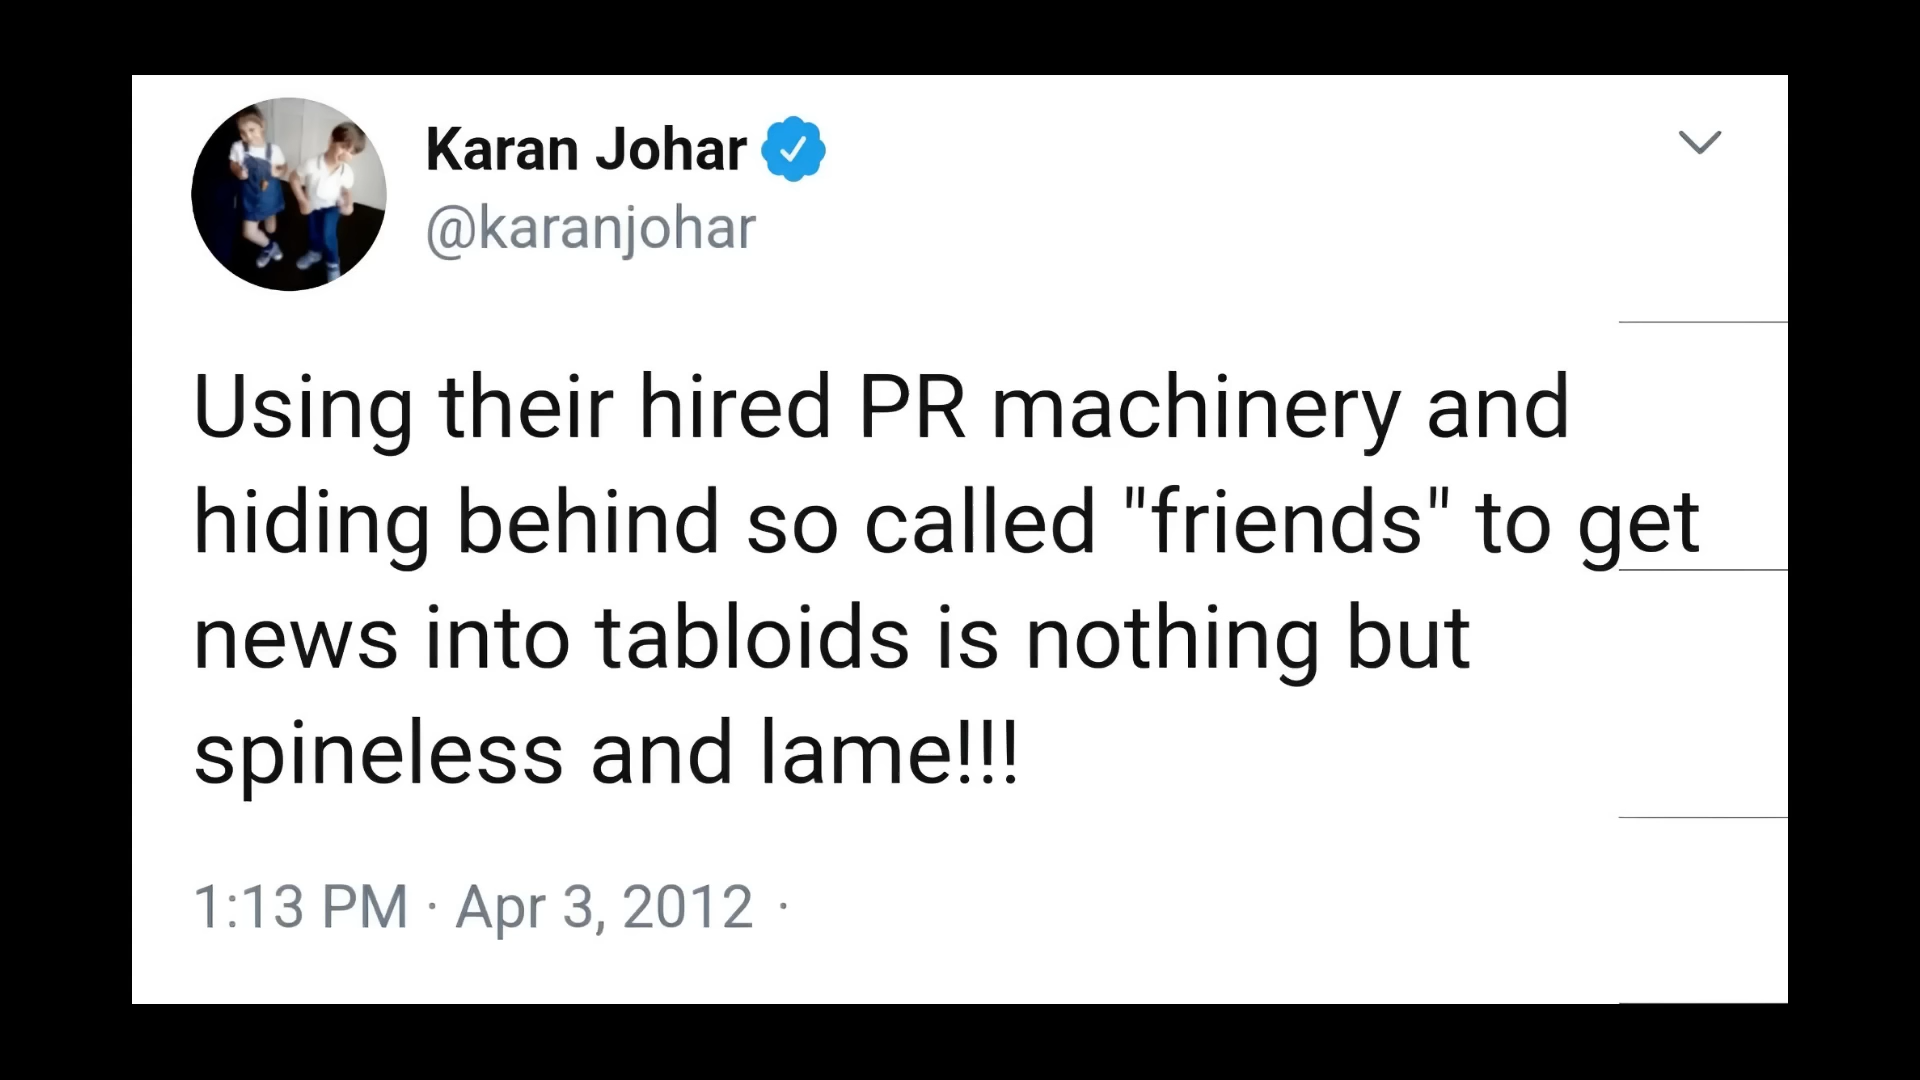 Karan Johar
@karanjohar
Using their hired PR machinery and
hiding behind so called "friends" to get
news into tabloids is nothing but
spineless and lame!!!
1:13 PM · Apr 3, 2012 ·